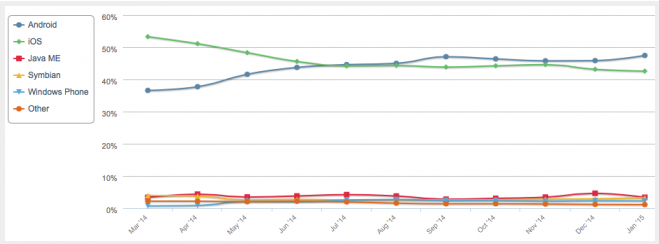 Android
iOS
Java ME
Symbian
Windows Phone
Other
60%
50%
40%
30%
20%
10%
0%
Mar '14
Apr '14
May '14
Jun '14
Jul '14
Aug '14
Sep '14
Oct '14
Nov '14
Dec '14
Jan '15